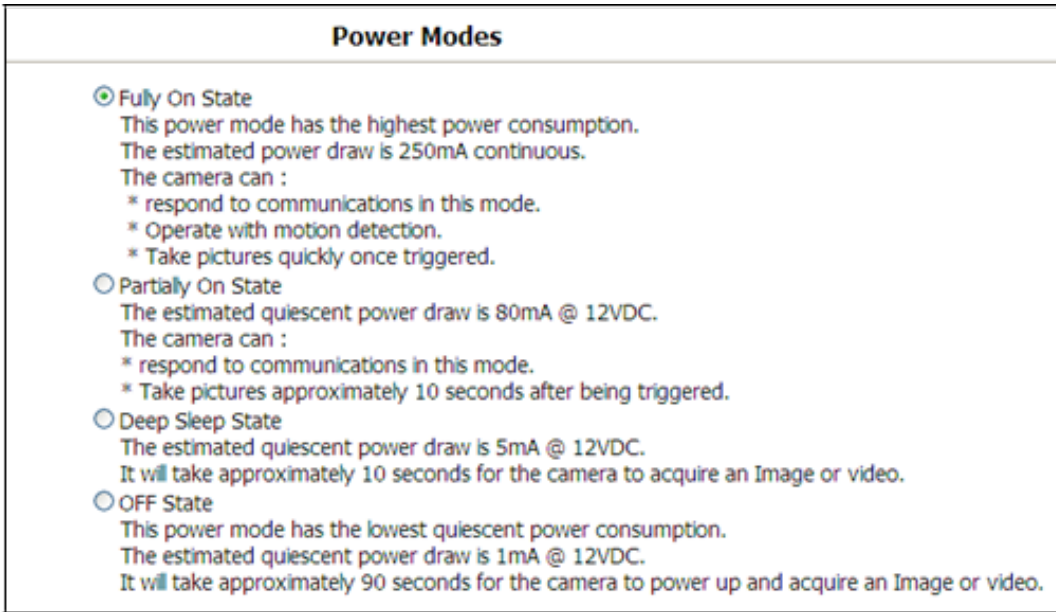 Power Modes
Fully On State
This power mode has the highest power consumption.
The estimated power draw is 250mA continuous.
The camera can :
* respond to communications in this mode.
* Operate with motion detection.
* Take pictures quickly once triggered.
Partially On State
The estimated quiescent power draw is 80mA @ 12VDC.
The camera can :
* respond to communications in this mode.
* Take pictures approximately 10 seconds after being triggered.
Deep Sleep State
The estimated quiescent power draw is 5mA @ 12VDC.
It will take approximately 10 seconds for the camera to acquire an Image or video.
OFF State
This power mode has the lowest quiescent power consumption.
The estimated quiescent power draw is 1mA @ 12VDC.
It will take approximately 90 seconds for the camera to power up and acquire an Image or video.